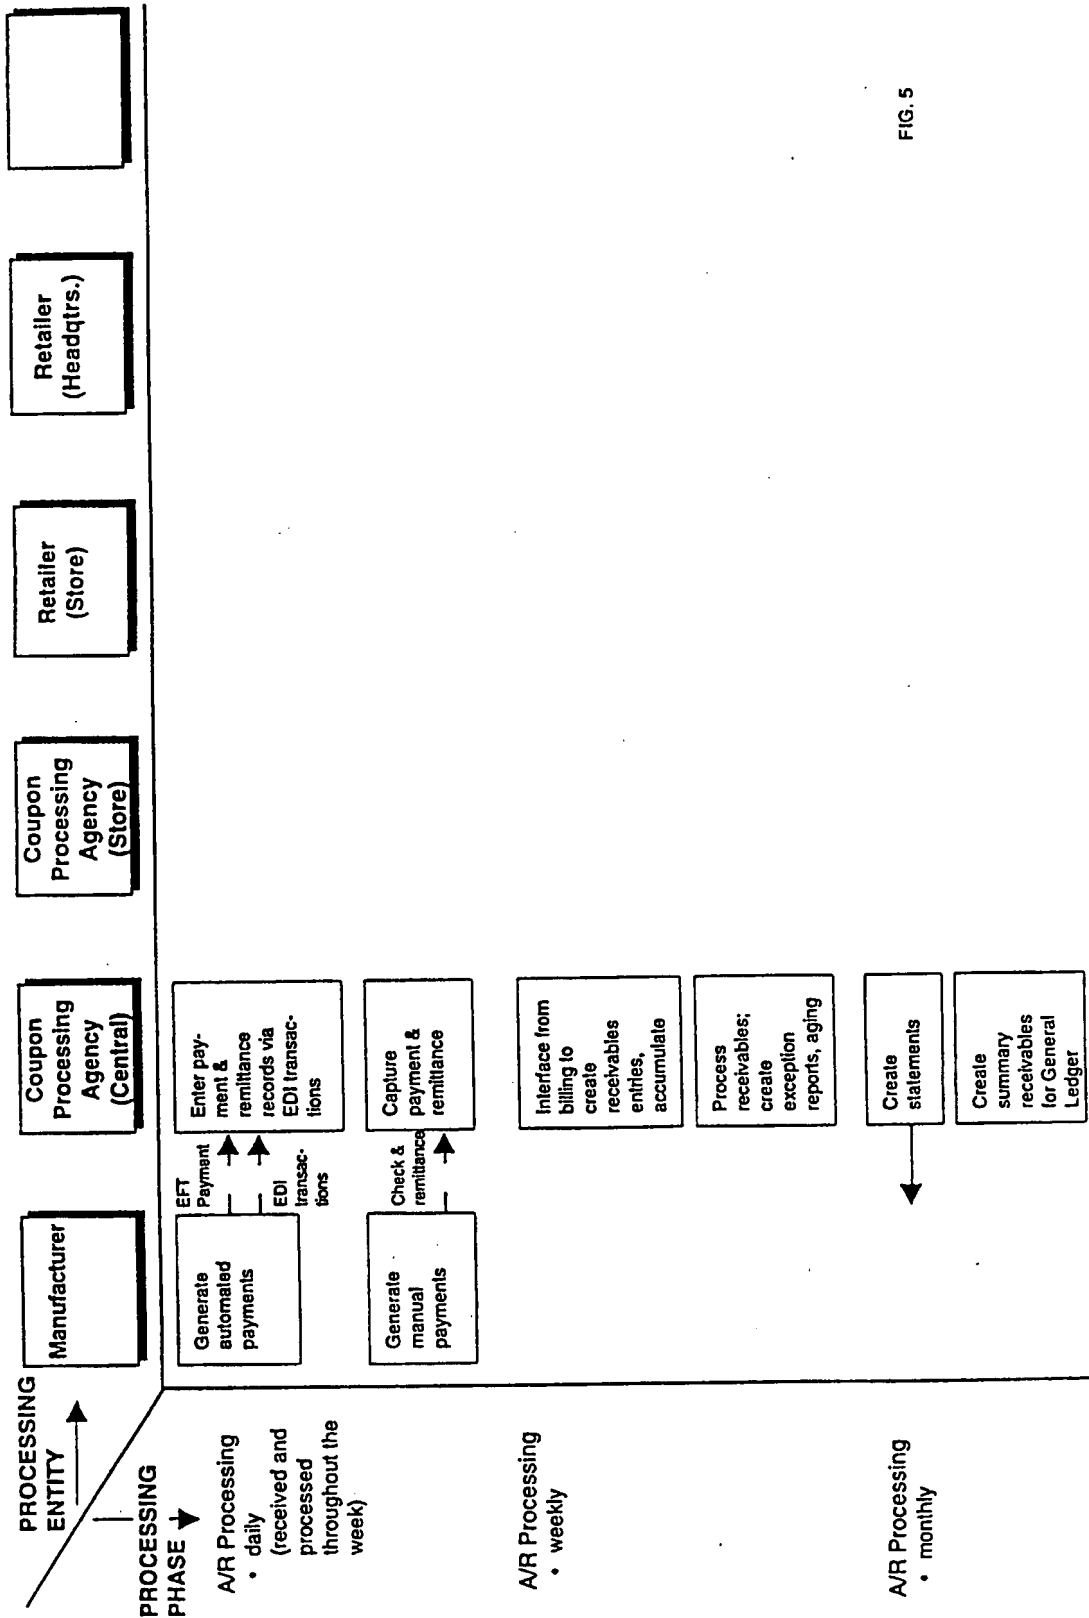 PROCESSING
ENTITY
PROCESSING
PHASE
Manufacturer
Coupon
Processing
Agency
(Central)
Coupon
Processing
Agency
(Store)
Retailer
(Store)
Retailer
(Headqtrs.)
A/R Processing
• daily
(received and
processed
throughout the
week)
Generate
automated
payments
EFT
Payment
EDI
transac-
tions
Enter pay-
ment &
remittance
records via
EDI transac-
tions
Generate
manual
payments
Check &
remittance
Capture
payment &
remittance
A/R Processing
• weekly
Interface from
billing to
create
receivables
entries,
accumulate
Process
receivables;
create
exception
reports, aging
A/R Processing
• monthly
Create
statements
Create
summary
receivables
for General
Ledger
FIG. 5